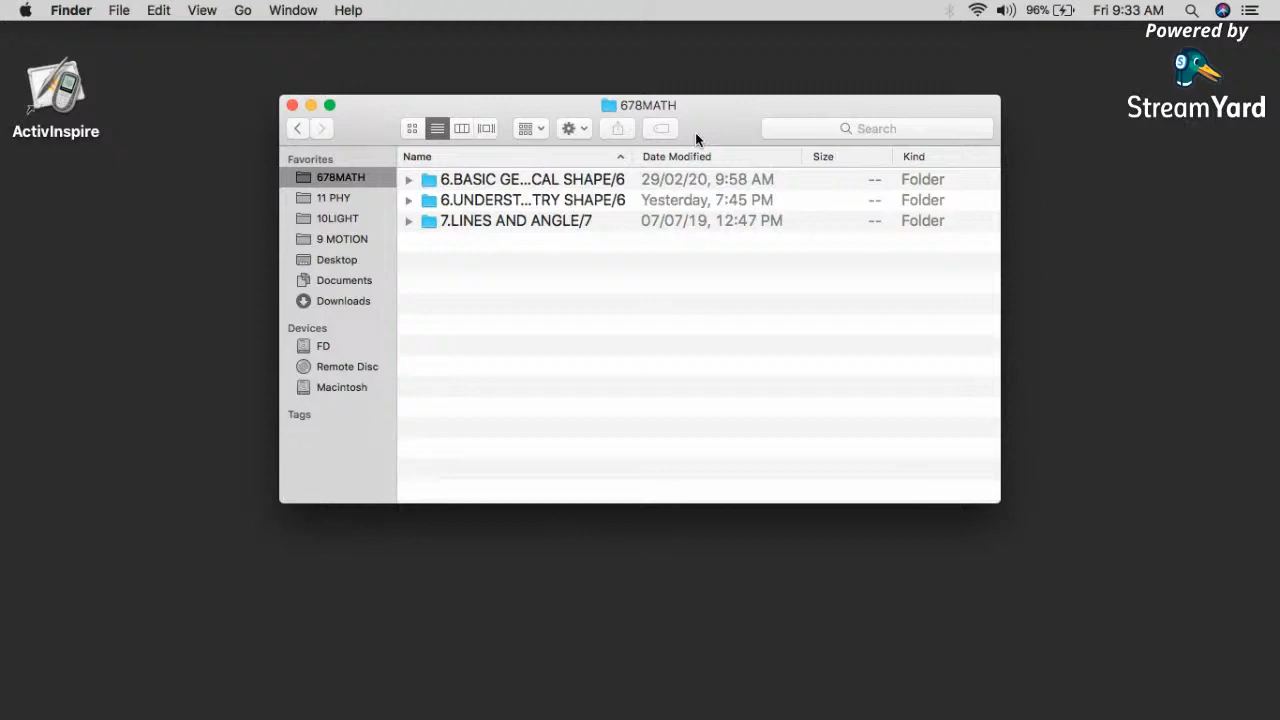 Finder File Edit View Go Window Help 96% Fri 9:33 AM
Powered by
StreamYard
ActivInspire
678MATH
Search
Favorites
678MATH
11 PHY
10LIGHT
9 MOTION
Desktop
Documents
Downloads
Devices
FD
Remote Disc
Macintosh
Tags
Name Date Modified Size Kind
6.BASIC GE...CAL SHAPE/6 29/02/20, 9:58 AM -- Folder
6.UNDERST...TRY SHAPE/6 Yesterday, 7:45 PM -- Folder
7.LINES AND ANGLE/7 07/07/19, 12:47 PM -- Folder